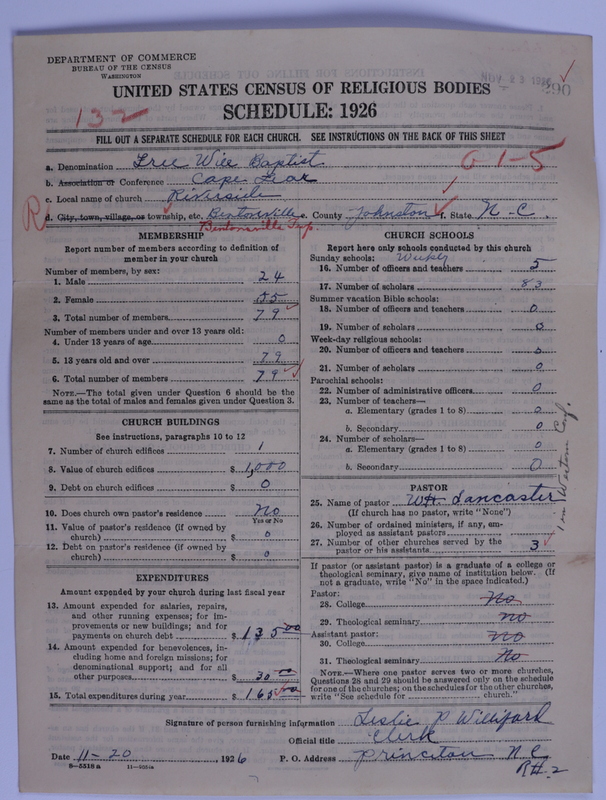 DEPARTMENT OF COMMERCE
BUREAU OF THE CENSUS
WASHINGTON
NOV 23 1926
290
UNITED STATES CENSUS OF RELIGIOUS BODIES
SCHEDULE: 1926
132
FILL OUT A SEPARATE SCHEDULE FOR EACH CHURCH. SEE INSTRUCTIONS ON THE BACK OF THIS SHEET
a. Denomination Free Will Baptist
61-5
b. Association or Conference Cape Fear
c. Local name of church Riverside
R
d. City, town, village, or township, etc. Bentonville e. County Johnston f. State N-C.
Bentonsville Twp.
MEMBERSHIP
Report number of members according to definition of
member in your church
Number of members, by sex:
1. Male 24
2. Female 55
3. Total number of members 79
Number of members under and over 13 years old:
4. Under 13 years of age 0
5. 13 years old and over 79
6. Total number of members 79
NOTE.—The total given under Question 6 should be the
same as the total of males and females given under Question 3.
CHURCH BUILDINGS
See instructions, paragraphs 10 to 12
7. Number of church edifices 1
8. Value of church edifices $ 1,000
9. Debt on church edifices $ 0
10. Does church own pastor's residence? No
Yes or No
11. Value of pastor's residence (if owned by
church) $ 0
12. Debt on pastor's residence (if owned by
church) $ 0
EXPENDITURES
Amount expended by your church during last fiscal year
13. Amount expended for salaries, repairs,
and other running expenses; for im-
provements or new buildings; and for
payments on church debt $ 135 00
14. Amount expended for benevolences, in-
cluding home and foreign missions; for
denominational support; and for all
other purposes $ 30 00
15. Total expenditures during year $ 165 00
CHURCH SCHOOLS
Report here only schools conducted by this church
Sunday schools: Weekly
16. Number of officers and teachers 5
17. Number of scholars 83
Summer vacation Bible schools:
18. Number of officers and teachers 0
19. Number of scholars 0
Week-day religious schools:
20. Number of officers and teachers 0
21. Number of scholars 0
Parochial schools:
22. Number of administrative officers 0
23. Number of teachers—
a. Elementary (grades 1 to 8) 0
b. Secondary 0
24. Number of scholars—
a. Elementary (grades 1 to 8) 0
b. Secondary 0
PASTOR
25. Name of pastor W.H. Lancaster
(If church has no pastor, write "None")
26. Number of ordained ministers, if any, em-
ployed as assistant pastors
27. Number of other churches served by the
pastor or his assistants 3
1 in Western Conf.
If pastor (or assistant pastor) is a graduate of a college or
theological seminary, give name of institution below. (If
not a graduate, write "No" in the space indicated.)
Pastor:
28. College No
29. Theological seminary no
Assistant pastor:
30. College no
31. Theological seminary No
NOTE.—Where one pastor serves two or more churches,
Questions 28 and 29 should be answered only on the schedule
for one of the churches; on the schedules for the other churches,
write "See schedule for church."
Signature of person furnishing information Leslie P Williford
Official title Clerk
Date 11-20 1926 P. O. Address Princeton N.C
R#.2
8—5518 a 11—9054a